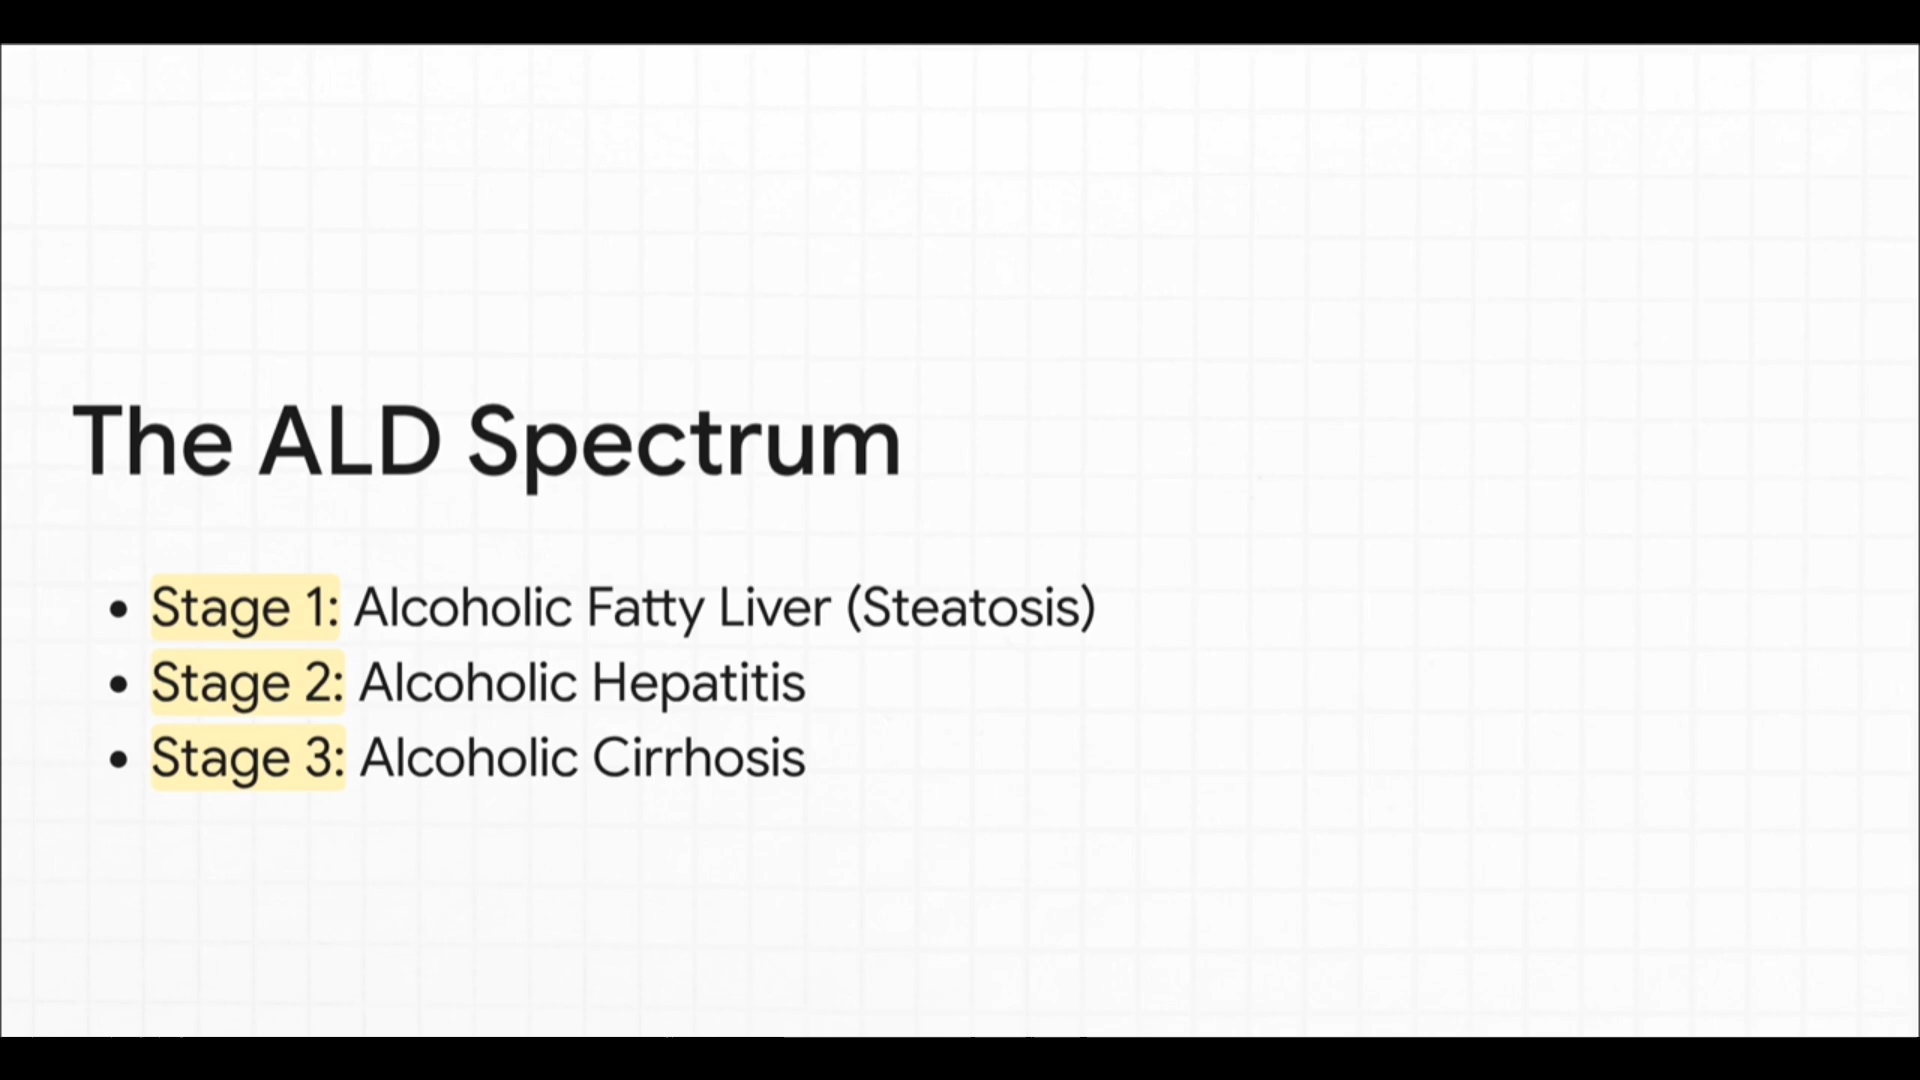 The ALD Spectrum
• Stage 1: Alcoholic Fatty Liver (Steatosis)
• Stage 2: Alcoholic Hepatitis
• Stage 3: Alcoholic Cirrhosis